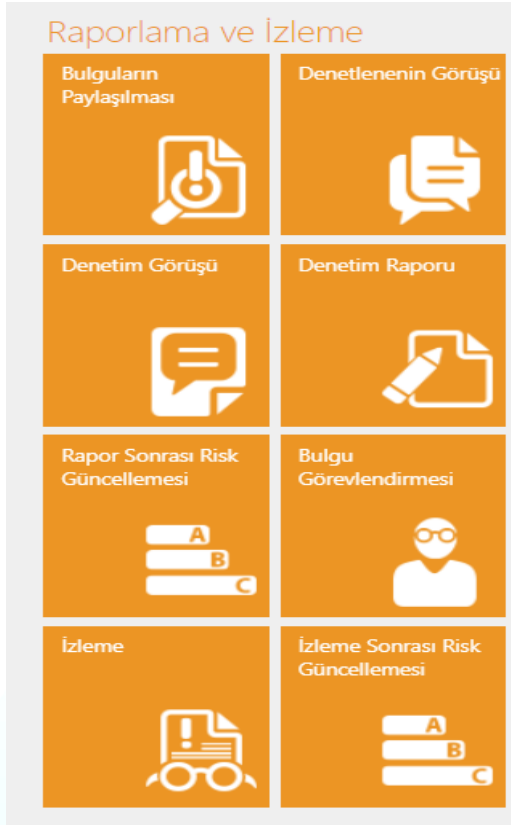 Raporlama ve İzleme
Bulguların
Paylaşılması
Denetlenenin Görüşü
Denetim Görüşü
Denetim Raporu
Rapor Sonrası Risk
Güncellemesi
A
B
C
Bulgu
Görevlendirmesi
İzleme
İzleme Sonrası Risk
Güncellemesi
A
B
C